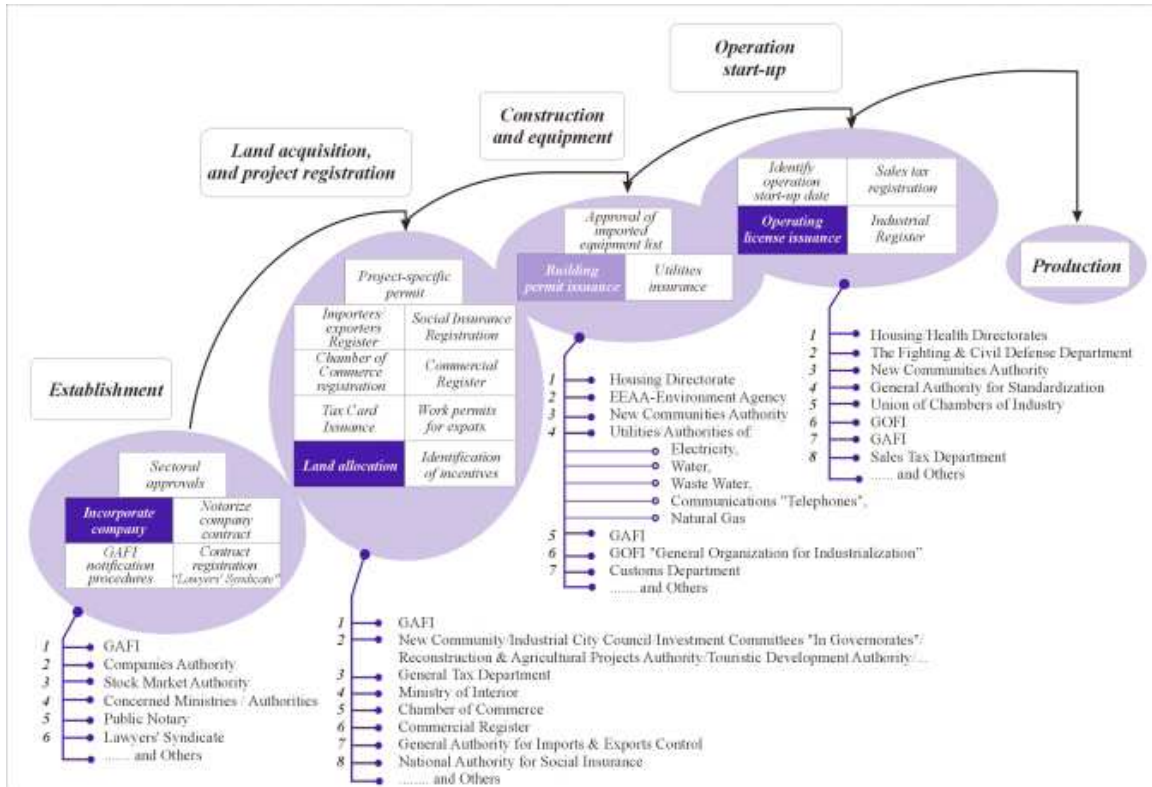 Operation
start-up
Construction
and equipment
Land acquisition,
and project registration
Establishment
Production
Identify
operation
start-up date
Sales tax
registration
Operating
license issuance
Industrial
Register
Approval of
imported
equipment list
Building
permit issuance
Utilities
insurance
Project-specific
permit
Importers/
exporters
Register
Social Insurance
Registration
Chamber of
Commerce
registration
Commercial
Register
Tax Card
Issuance
Work permits
for expats
Land allocation
Identification
of incentives
Sectoral
approvals
Incorporate
company
Notarize
company
contract
GAFI
notification
procedures
Contract
registration
"Lawyers' Syndicate"
1 GAFI
2 Companies Authority
3 Stock Market Authority
4 Concerned Ministries / Authorities
5 Public Notary
6 Lawyers' Syndicate
....... and Others
1 GAFI
2 New Community/Industrial City Council/Investment Committees "In Governorates"/
Reconstruction & Agricultural Projects Authority/Touristic Development Authority/...
3 General Tax Department
4 Ministry of Interior
5 Chamber of Commerce
6 Commercial Register
7 General Authority for Imports & Exports Control
8 National Authority for Social Insurance
........ and Others
1 Housing Directorate
2 EEAA-Environment Agency
3 New Communities Authority
4 Utilities/Authorities of:
Electricity,
Water,
Waste Water,
Communications "Telephones",
Natural Gas
5 GAFI
6 GOFI "General Organization for Industrialization"
7 Customs Department
........ and Others
1 Housing/Health Directorates
2 The Fighting & Civil Defense Department
3 New Communities Authority
4 General Authority for Standardization
5 Union of Chambers of Industry
6 GOFI
7 GAFI
8 Sales Tax Department
...... and Others